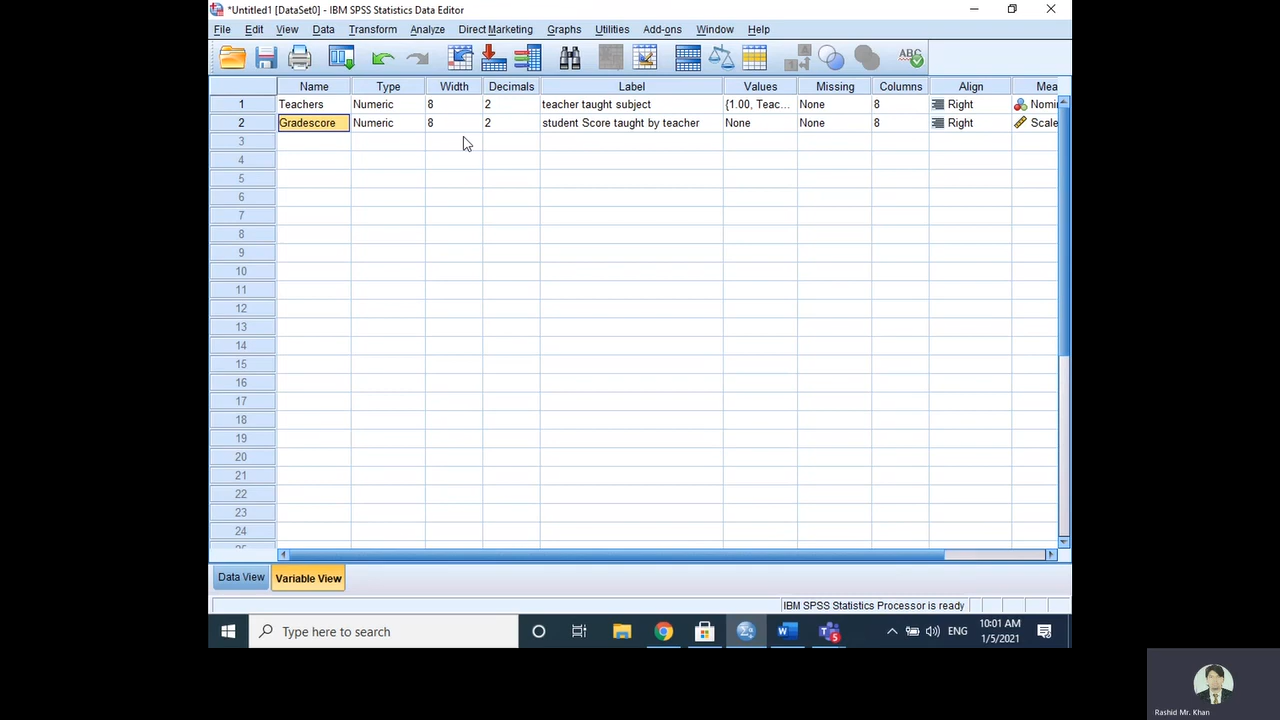 *Untitled1 [DataSet0] - IBM SPSS Statistics Data Editor
File Edit View Data Transform Analyze Direct Marketing Graphs Utilities Add-ons Window Help
Name Type Width Decimals Label Values Missing Columns Align Mea
1 Teachers Numeric 8 2 teacher taught subject {1.00, Teac... None 8 Right Nomi
2 Gradescore Numeric 8 2 student Score taught by teacher None None 8 Right Scale
3
4
5
6
7
8
9
10
11
12
13
14
15
16
17
18
19
20
21
22
23
24
25
Data View Variable View
IBM SPSS Statistics Processor is ready
Type here to search
ENG
10:01 AM
1/5/2021
Rashid Mr. Khan